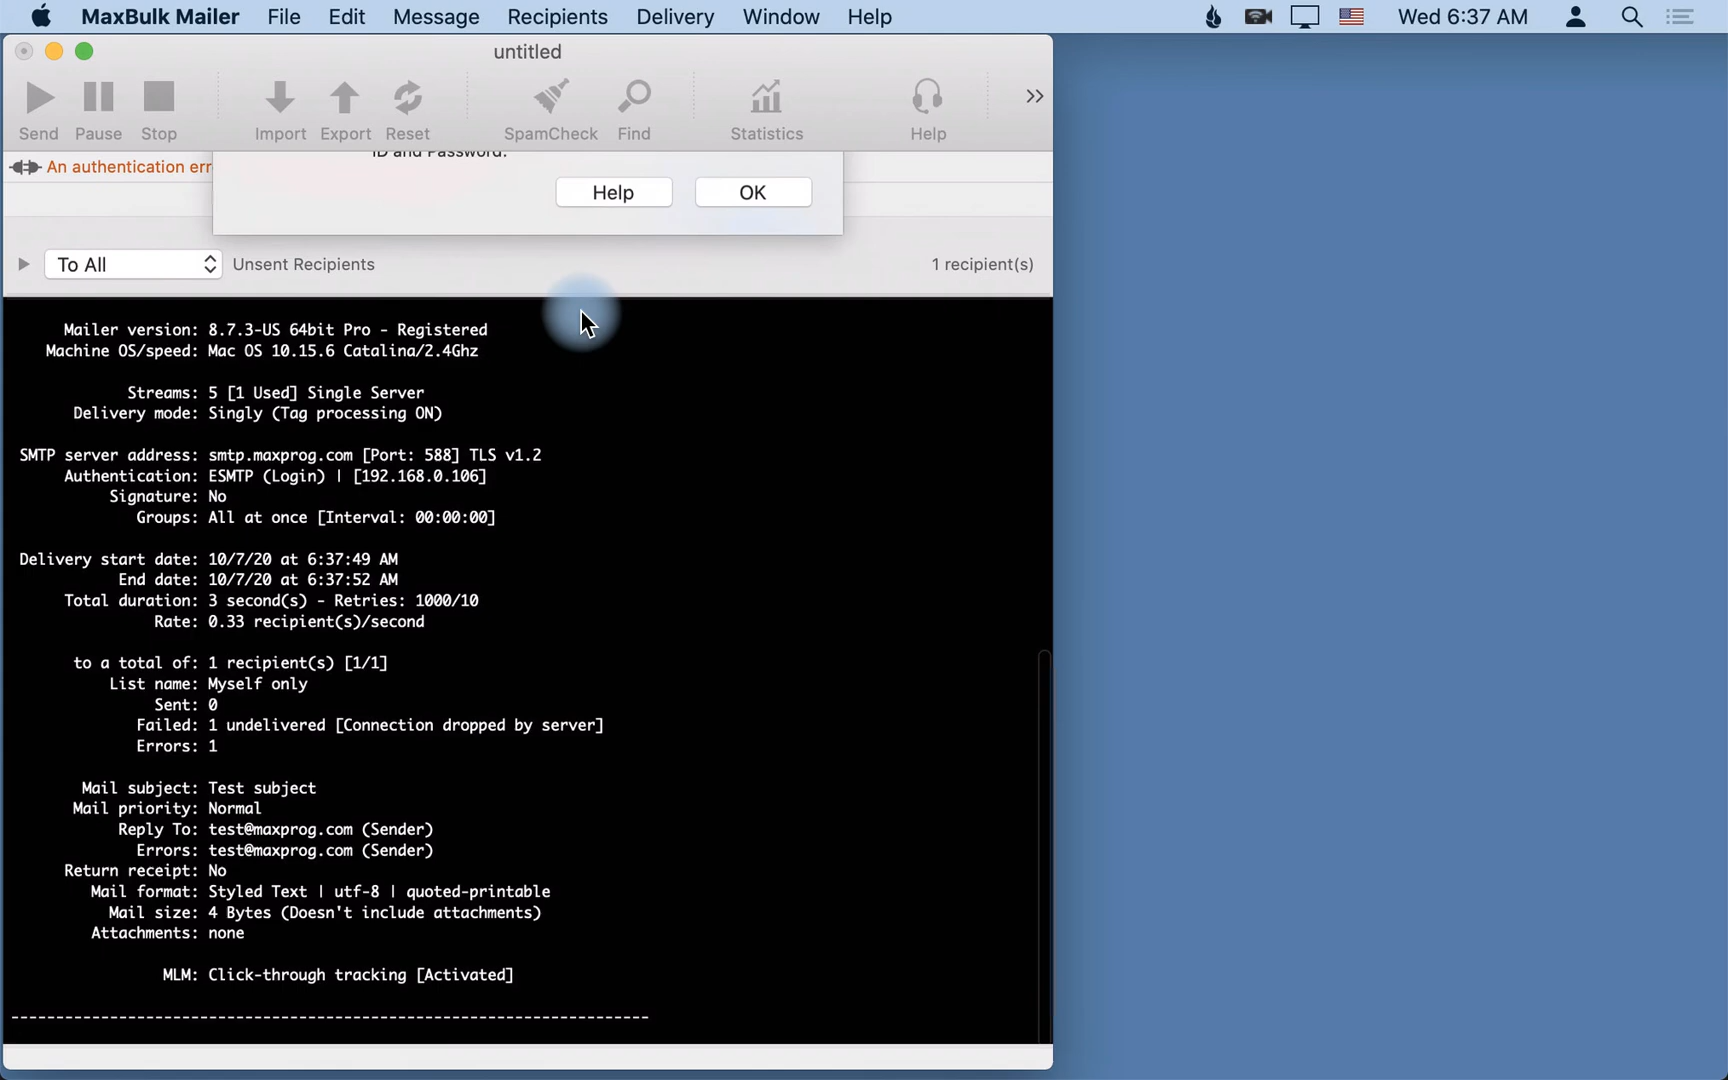 MaxBulk Mailer File Edit Message Recipients Delivery Window Help Wed 6:37 AM
untitled
Send Pause Stop Import Export Reset SpamCheck Find Statistics Help
ID and Password.
An authentication err
Help OK
To All Unsent Recipients 1 recipient(s)
Mailer version: 8.7.3-US 64bit Pro - Registered
Machine OS/speed: Mac OS 10.15.6 Catalina/2.4Ghz
Streams: 5 [1 Used] Single Server
Delivery mode: Singly (Tag processing ON)
SMTP server address: smtp.maxprog.com [Port: 588] TLS v1.2
Authentication: ESMTP (Login) | [192.168.0.106]
Signature: No
Groups: All at once [Interval: 00:00:00]
Delivery start date: 10/7/20 at 6:37:49 AM
End date: 10/7/20 at 6:37:52 AM
Total duration: 3 second(s) - Retries: 1000/10
Rate: 0.33 recipient(s)/second
to a total of: 1 recipient(s) [1/1]
List name: Myself only
Sent: 0
Failed: 1 undelivered [Connection dropped by server]
Errors: 1
Mail subject: Test subject
Mail priority: Normal
Reply To: test@maxprog.com (Sender)
Errors: test@maxprog.com (Sender)
Return receipt: No
Mail format: Styled Text | utf-8 | quoted-printable
Mail size: 4 Bytes (Doesn't include attachments)
Attachments: none
MLM: Click-through tracking [Activated]
-----------------------------------------------------------------------